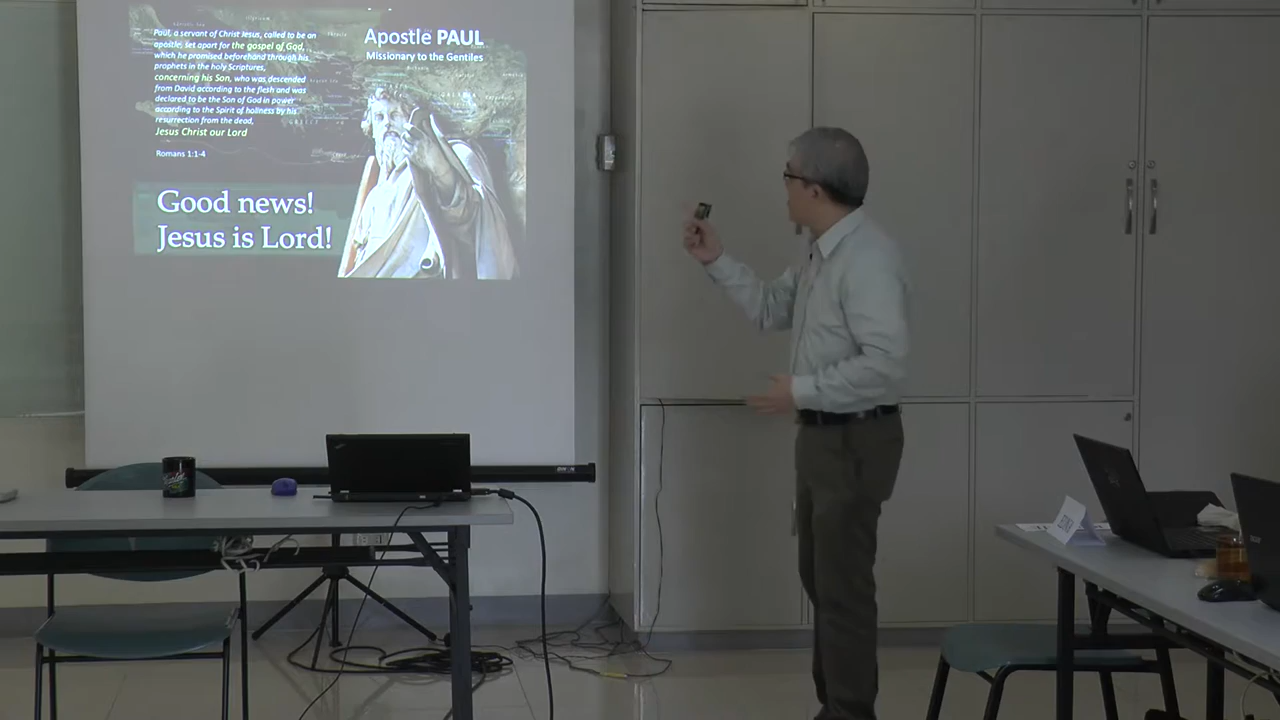 Paul, a servant of Christ Jesus, called to be an
apostle, set apart for the gospel of God,
which he promised beforehand through his
prophets in the holy Scriptures,
concerning his Son, who was descended
from David according to the flesh and was
declared to be the Son of God in power
according to the Spirit of holiness by his
resurrection from the dead,
Jesus Christ our Lord
Romans 1:1-4
Apostle PAUL
Missionary to the Gentiles
Good news!
Jesus is Lord!